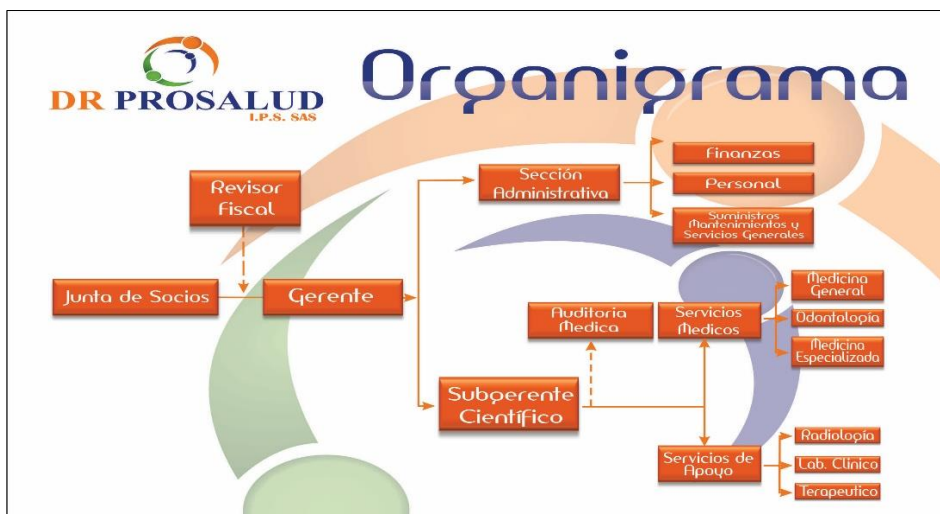 Organigrama
DR PROSALUD
I.P.S. SAS
Revisor
Fiscal
Junta de Socios
Gerente
Sección
Administrativa
Finanzas
Personal
Suministros
Mantenimientos y
Servicios Generales
Subgerente
Científico
Auditoria
Medica
Servicios
Medicos
Medicina
General
Odontología
Medicina
Especializada
Servicios de
Apoyo
Radiología
Lab. Clínico
Terapeutico